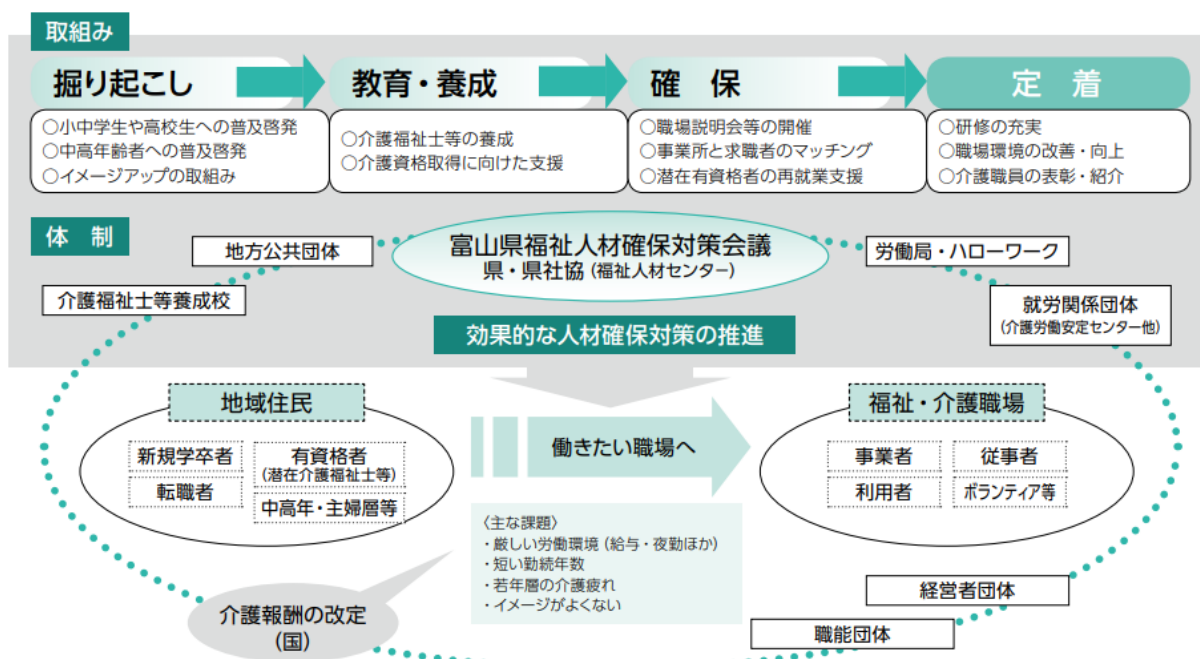 取組み
掘り起こし
○小中学生や高校生への普及啓発
○中高年齢者への普及啓発
○イメージアップの取組み
教育・養成
○介護福祉士等の養成
○介護資格取得に向けた支援
確 保
○職場説明会等の開催
○事業所と求職者のマッチング
○潜在有資格者の再就業支援
定 着
○研修の充実
○職場環境の改善・向上
○介護職員の表彰・紹介
体 制
富山県福祉人材確保対策会議
県・県社協（福祉人材センター）
地方公共団体
介護福祉士等養成校
労働局・ハローワーク
就労関係団体
（介護労働安定センター他）
効果的な人材確保対策の推進
地域住民
新規学卒者
転職者
有資格者
（潜在介護福祉士等）
中高年・主婦層等
働きたい職場へ
福祉・介護職場
事業者
従事者
利用者
ボランティア等
〈主な課題〉
・厳しい労働環境（給与・夜勤ほか）
・短い勤続年数
・若年層の介護疲れ
・イメージがよくない
介護報酬の改定
（国）
経営者団体
職能団体